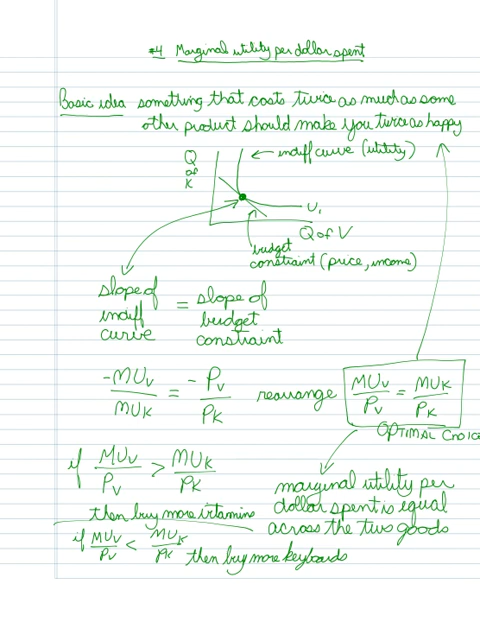 #4 Marginal utility per dollar spent
Basic idea something that costs twice as much as some
other product should make you twice as happy
Q
of
K
indiff curve (utility)
U₁
Q of V
budget
constraint (price, income)
slope of
indiff
curve
=
slope of
budget
constraint
-MUv / MUK = -Pv / PK
rearrange
MUv / Pv = MUK / PK
OPTIMAL CHOICE
if MUv / Pv > MUK / PK
then buy more vitamins
marginal utility per
dollar spent is equal
across the two goods
if MUv / Pv < MUK / PK then buy more keyboards